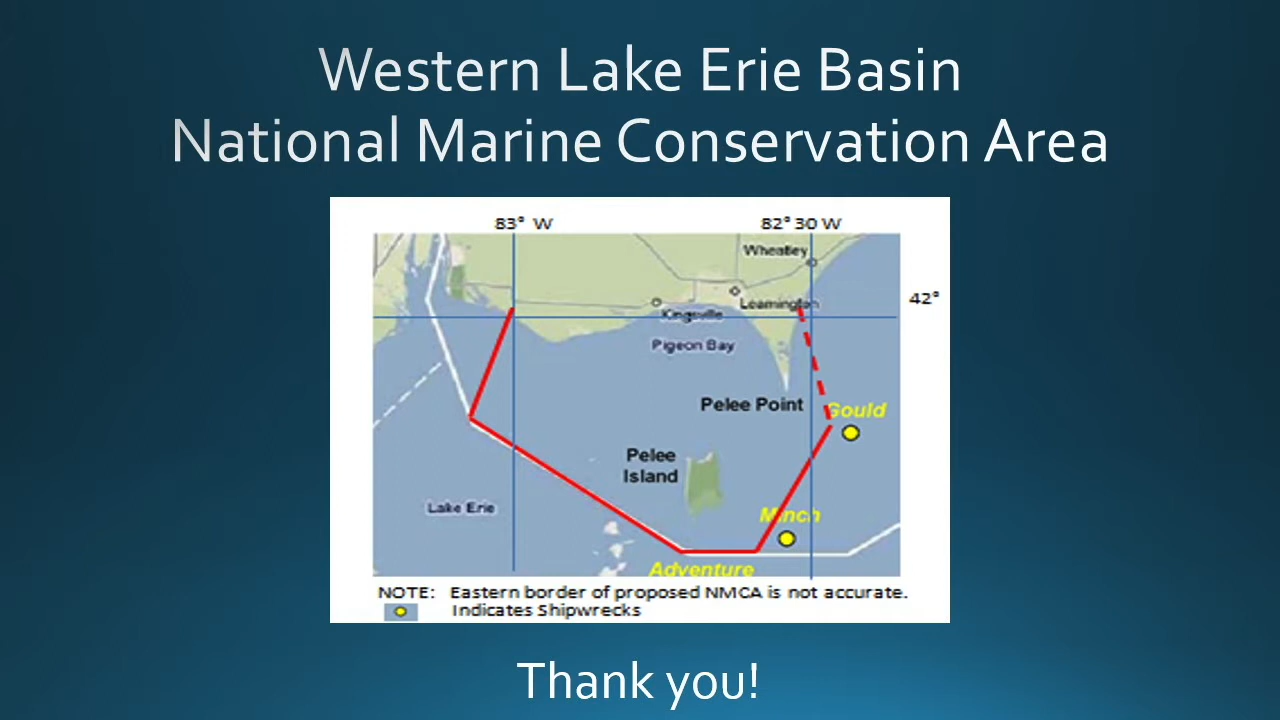 Western Lake Erie Basin
National Marine Conservation Area
83° W
82° 30 W
Wheatley
42°
Leamington
Kingsville
Pigeon Bay
Pelee Point
Gould
Pelee
Island
Lake Erie
Minch
Adventure
NOTE: Eastern border of proposed NMCA is not accurate.
Indicates Shipwrecks
Thank you!